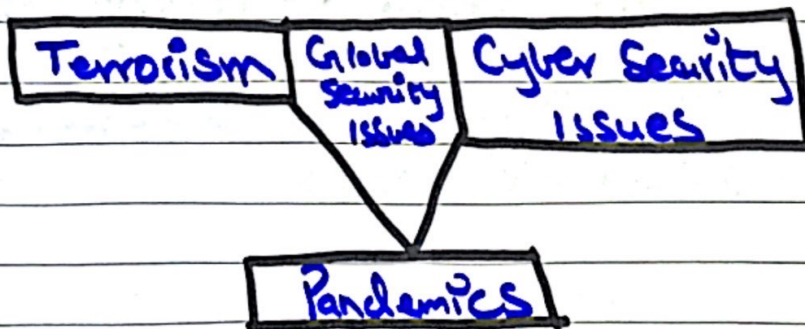 Terrorism
Global
Security
Issues
Cyber Security
Issues
Pandemics